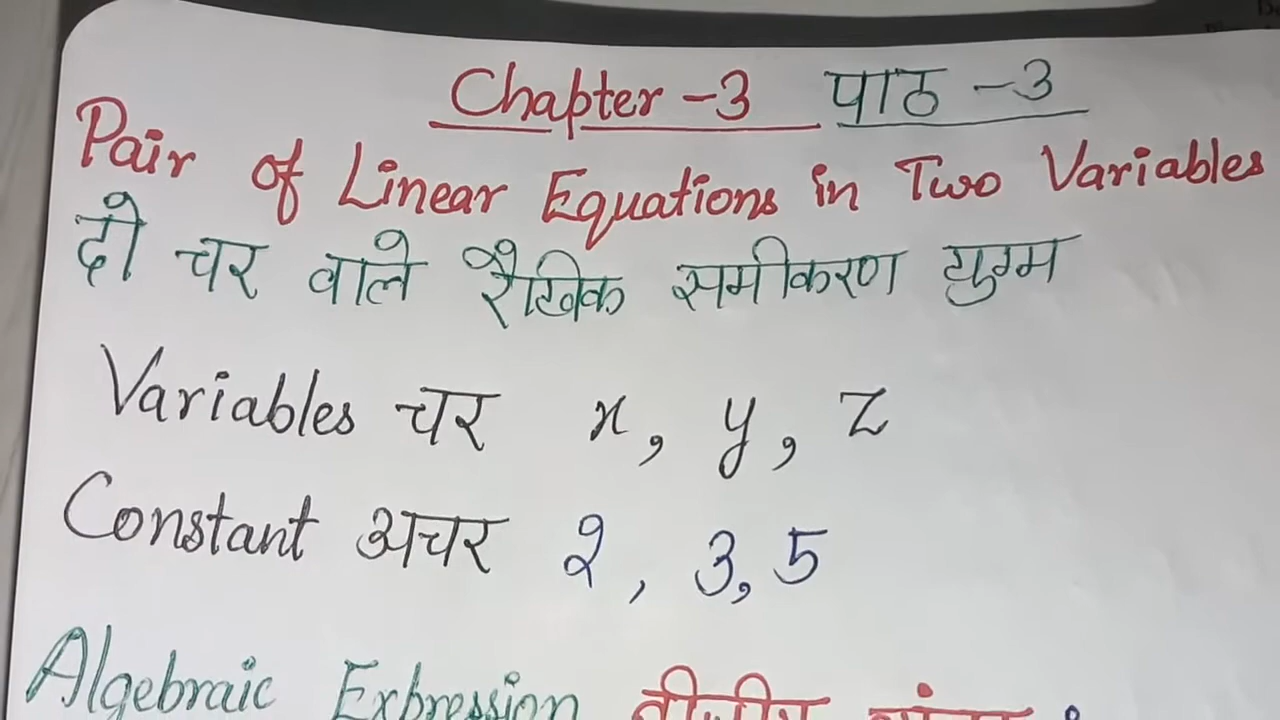 Chapter -3 पाठ -3
Pair of Linear Equations in Two Variables
दो चर वाले रैखिक समीकरण युग्म
Variables चर x, y, z
Constant अचर 2, 3, 5
Algebraic Expression बीजीय